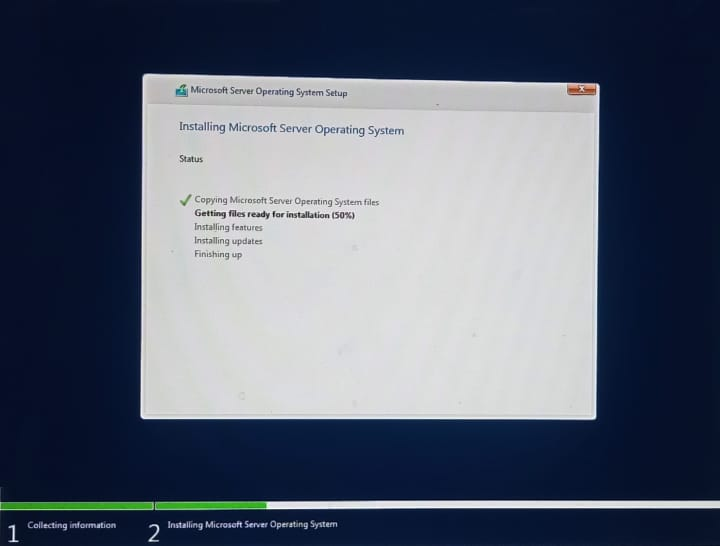 Microsoft Server Operating System Setup
Installing Microsoft Server Operating System
Status
Copying Microsoft Server Operating System files
Getting files ready for installation (50%)
Installing features
Installing updates
Finishing up
1 Collecting information
2 Installing Microsoft Server Operating System